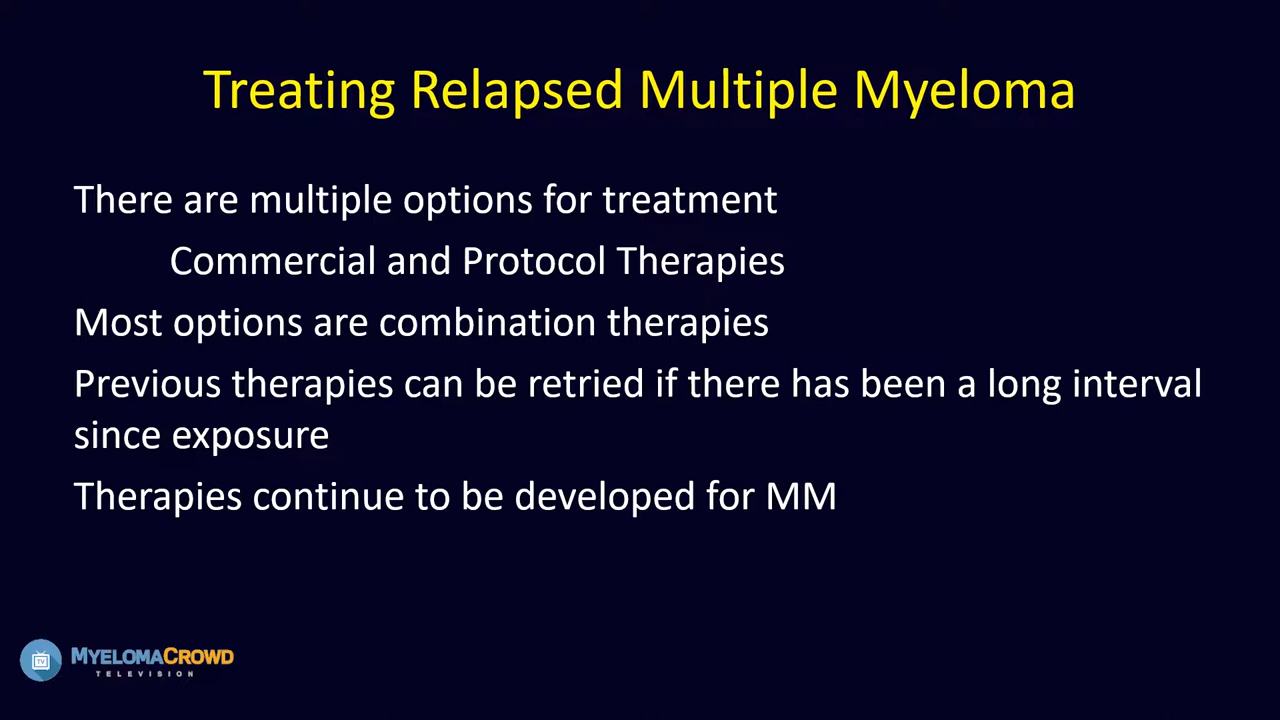 Treating Relapsed Multiple Myeloma
There are multiple options for treatment
Commercial and Protocol Therapies
Most options are combination therapies
Previous therapies can be retried if there has been a long interval
since exposure
Therapies continue to be developed for MM
TV
MYELOMACROWD
TELEVISION